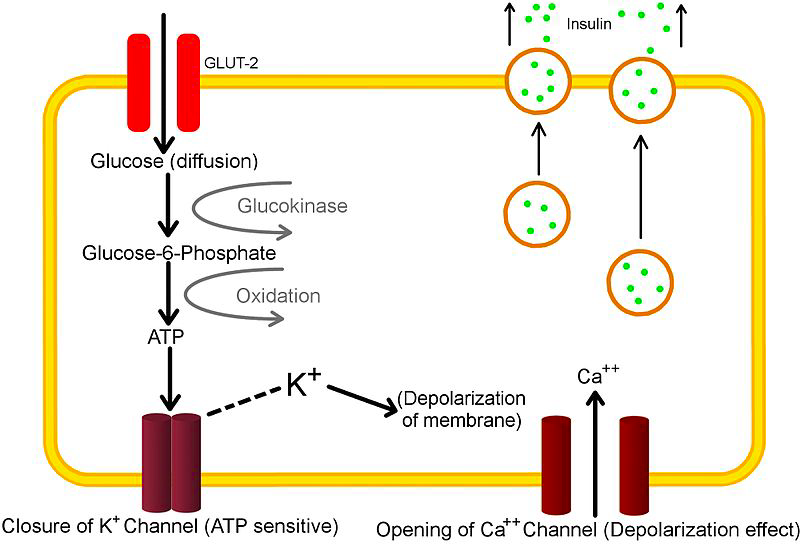 Insulin
GLUT-2
Glucose (diffusion)
Glucokinase
Glucose-6-Phosphate
Oxidation
ATP
K⁺
(Depolarization
of membrane)
Ca⁺⁺
Closure of K⁺ Channel (ATP sensitive)
Opening of Ca⁺⁺ Channel (Depolarization effect)